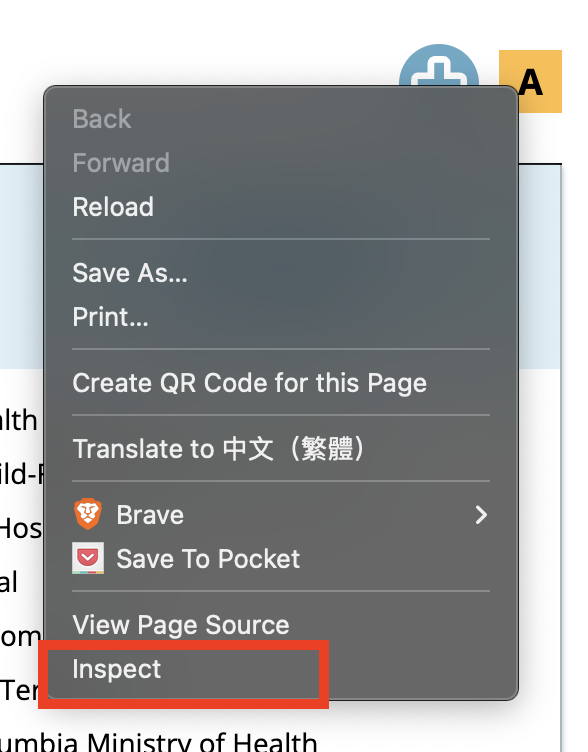 A
Back
Forward
Reload
Save As...
Print...
Create QR Code for this Page
Translate to 中文（繁體）
Brave
Save To Pocket
View Page Source
Inspect
alth
ild-F
Hos
al
om
Ter
umbia Ministry of Health